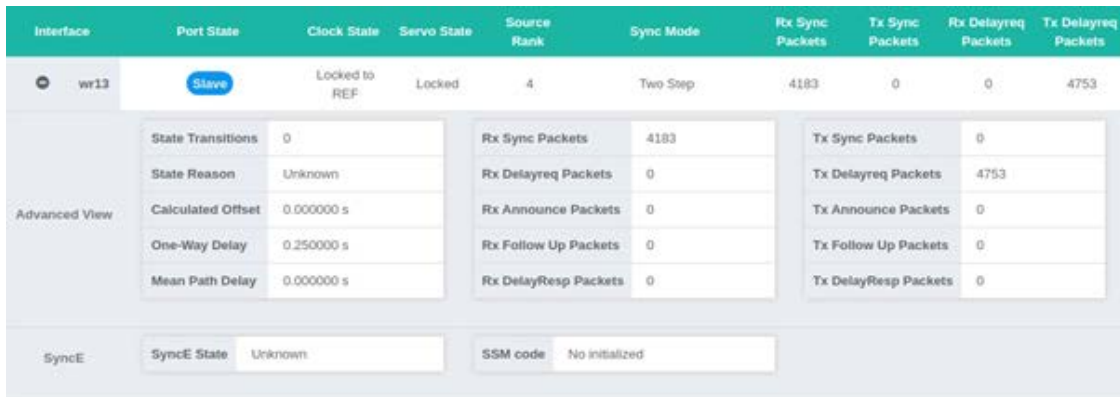 Interface Port State Clock State Servo State Source Rank Sync Mode Rx Sync Packets Tx Sync Packets Rx Delayreq Packets Tx Delayreq Packets
wr13 Slave Locked to REF Locked 4 Two Step 4183 0 0 4753
Advanced View
State Transitions 0
State Reason Unknown
Calculated Offset 0.000000 s
One-Way Delay 0.250000 s
Mean Path Delay 0.000000 s
Rx Sync Packets 4183
Rx Delayreq Packets 0
Rx Announce Packets 0
Rx Follow Up Packets 0
Rx DelayResp Packets 0
Tx Sync Packets 0
Tx Delayreq Packets 4753
Tx Announce Packets 0
Tx Follow Up Packets 0
Tx DelayResp Packets 0
SyncE
SyncE State Unknown
SSM code No initialized